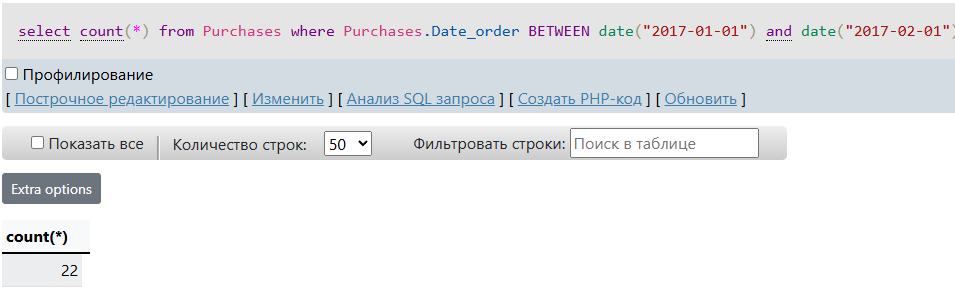 select count(*) from Purchases where Purchases.Date_order BETWEEN date("2017-01-01") and date("2017-02-01")
Профилирование
[ Построчное редактирование ] [ Изменить ] [ Анализ SQL запроса ] [ Создать PHP-код ] [ Обновить ]
Показать все Количество строк: 50 Фильтровать строки: Поиск в таблице
Extra options
count(*)
22